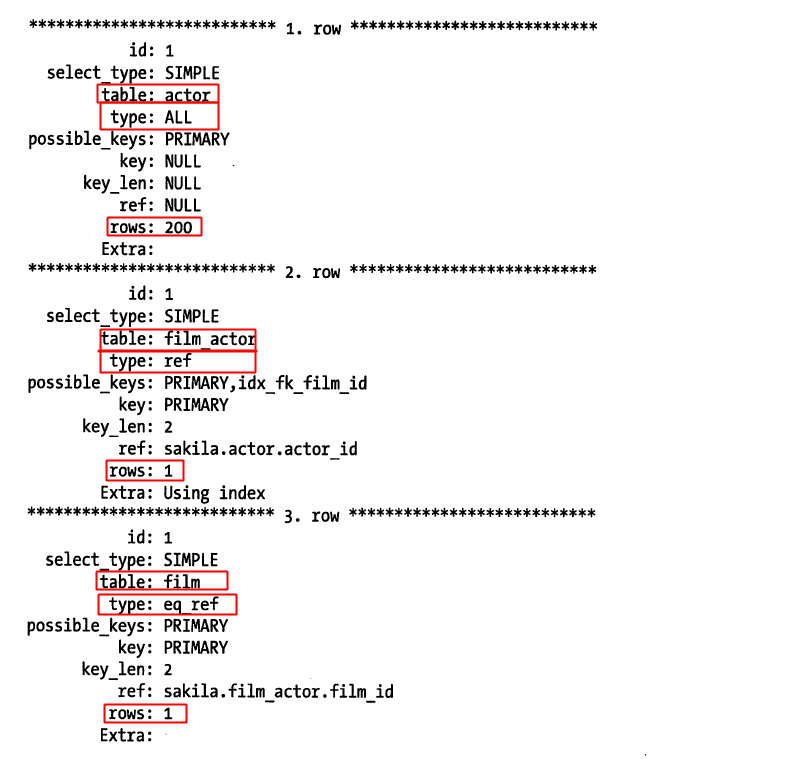 *************************** 1. row ***************************
id: 1
select_type: SIMPLE
table: actor
type: ALL
possible_keys: PRIMARY
key: NULL
key_len: NULL
ref: NULL
rows: 200
Extra:
*************************** 2. row ***************************
id: 1
select_type: SIMPLE
table: film_actor
type: ref
possible_keys: PRIMARY,idx_fk_film_id
key: PRIMARY
key_len: 2
ref: sakila.actor.actor_id
rows: 1
Extra: Using index
*************************** 3. row ***************************
id: 1
select_type: SIMPLE
table: film
type: eq_ref
possible_keys: PRIMARY
key: PRIMARY
key_len: 2
ref: sakila.film_actor.film_id
rows: 1
Extra: